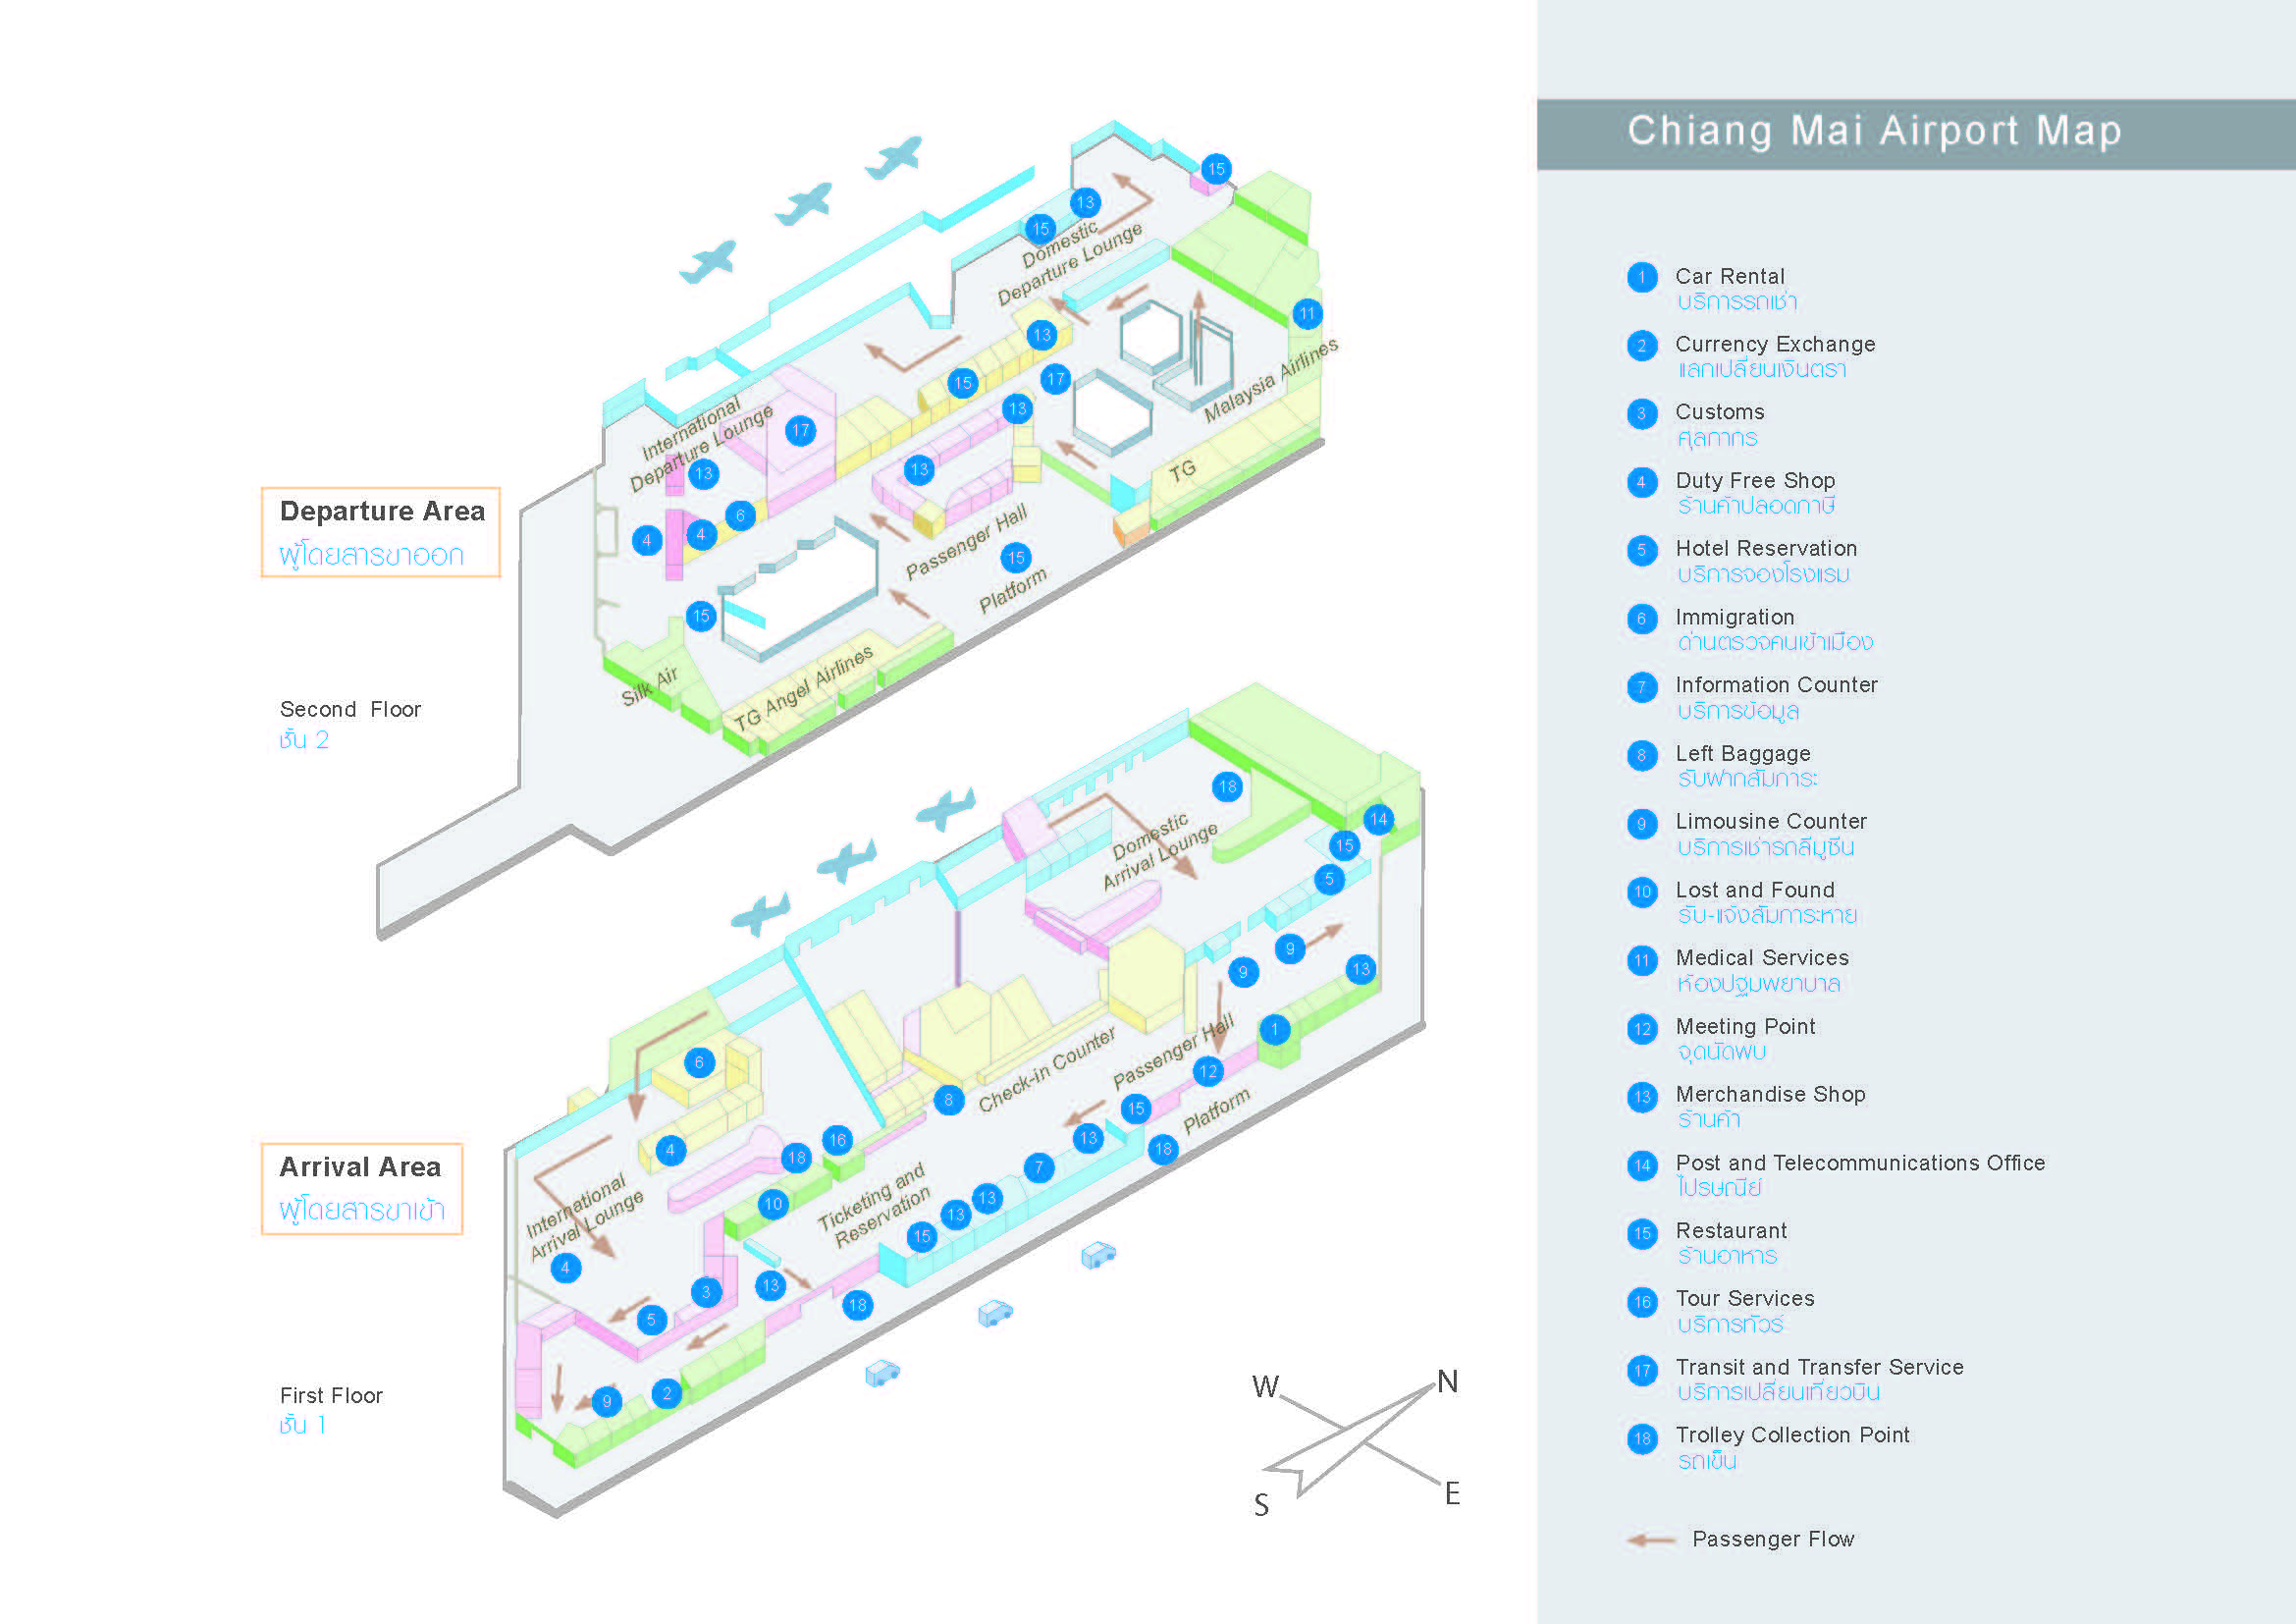 Chiang Mai Airport Map
15
13
15
Domestic
Departure Lounge
11
13
Malaysia Airlines
17
15
13
International
Departure Lounge
17
13
13
TG
6
4
4
Passenger Hall
15
Platform
15
Silk Air
TG Angel Airlines
Departure Area
ผู้โดยสารขาออก
Second Floor
ชั้น 2
18
14
Domestic
Arrival Lounge
15
5
9
9
13
6
Check-in Counter
Passenger Hall
1
12
8
15
Platform
13
18
4
18
16
7
International
Arrival Lounge
10
Ticketing and
Reservation
13
13
15
4
3
13
18
5
9
2
Arrival Area
ผู้โดยสารขาเข้า
First Floor
ชั้น 1
W
N
S
E
1 Car Rental
บริการรถเช่า
2 Currency Exchange
แลกเปลี่ยนเงินตรา
3 Customs
ศุลกากร
4 Duty Free Shop
ร้านค้าปลอดภาษี
5 Hotel Reservation
บริการจองโรงแรม
6 Immigration
ด่านตรวจคนเข้าเมือง
7 Information Counter
บริการข้อมูล
8 Left Baggage
รับฟากสัมภาระ
9 Limousine Counter
บริการเช่ารถลีมูซีน
10 Lost and Found
รับ-แจ้งสัมภาระหาย
11 Medical Services
ห้องปฐมพยาบาล
12 Meeting Point
จุดนัดพบ
13 Merchandise Shop
ร้านค้า
14 Post and Telecommunications Office
ไปรษณีย์
15 Restaurant
ร้านอาหาร
16 Tour Services
บริการทัวร์
17 Transit and Transfer Service
บริการเปลี่ยนเที่ยวบิน
18 Trolley Collection Point
รถเข็น
Passenger Flow